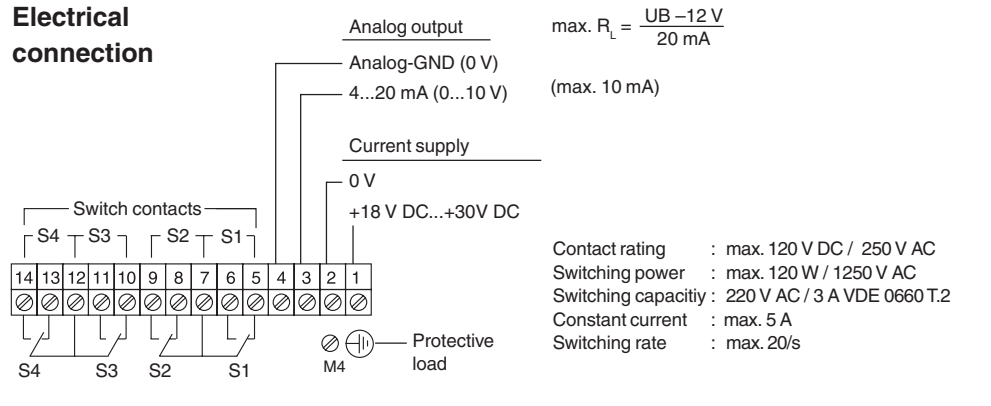 Electrical
connection
Analog output
max. R_L = UB –12 V
20 mA
Analog-GND (0 V)
4...20 mA (0...10 V)
(max. 10 mA)
Current supply
0 V
+18 V DC...+30V DC
Switch contacts
S4 S3 S2 S1
14 13 12 11 10 9 8 7 6 5 4 3 2 1
S4 S3 S2 S1
M4
Protective
load
Contact rating : max. 120 V DC / 250 V AC
Switching power : max. 120 W / 1250 V AC
Switching capacitiy : 220 V AC / 3 A VDE 0660 T.2
Constant current : max. 5 A
Switching rate : max. 20/s